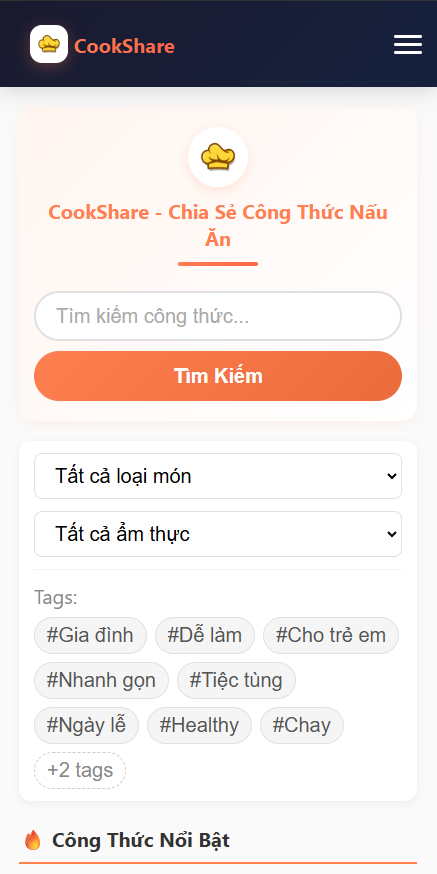 CookShare
CookShare - Chia Sẻ Công Thức Nấu
Ăn
Tìm kiếm công thức...
Tìm Kiếm
Tất cả loại món
Tất cả ẩm thực
Tags:
#Gia đình #Dễ làm #Cho trẻ em
#Nhanh gọn #Tiệc tùng
#Ngày lễ #Healthy #Chay
+2 tags
Công Thức Nổi Bật